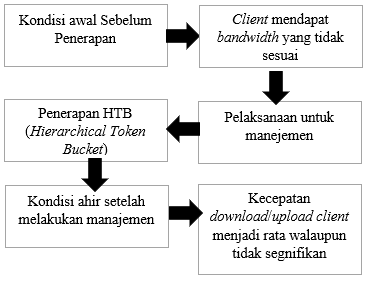 Kondisi awal Sebelum
Penerapan
Client mendapat
bandwidth yang tidak
sesuai
Pelaksanaan untuk
manejemen
Penerapan HTB
(Hierarchical Token
Bucket)
Kondisi ahir setelah
melakukan manajemen
Kecepatan
download/upload client
menjadi rata walaupun
tidak segnifikan